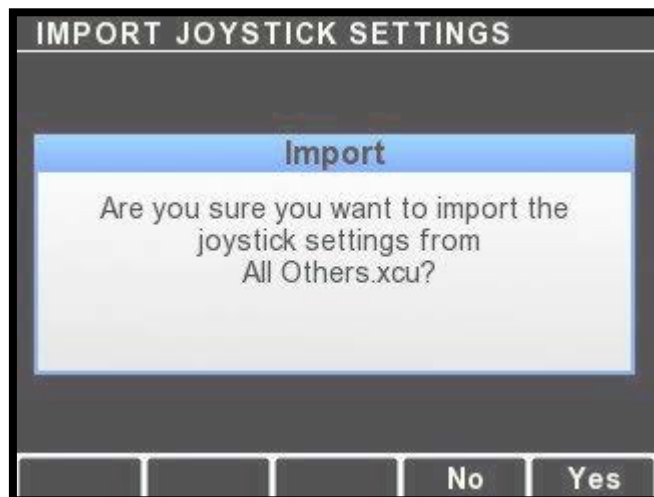 IMPORT JOYSTICK SETTINGS
Import
Are you sure you want to import the
joystick settings from
All Others.xcu?
No Yes